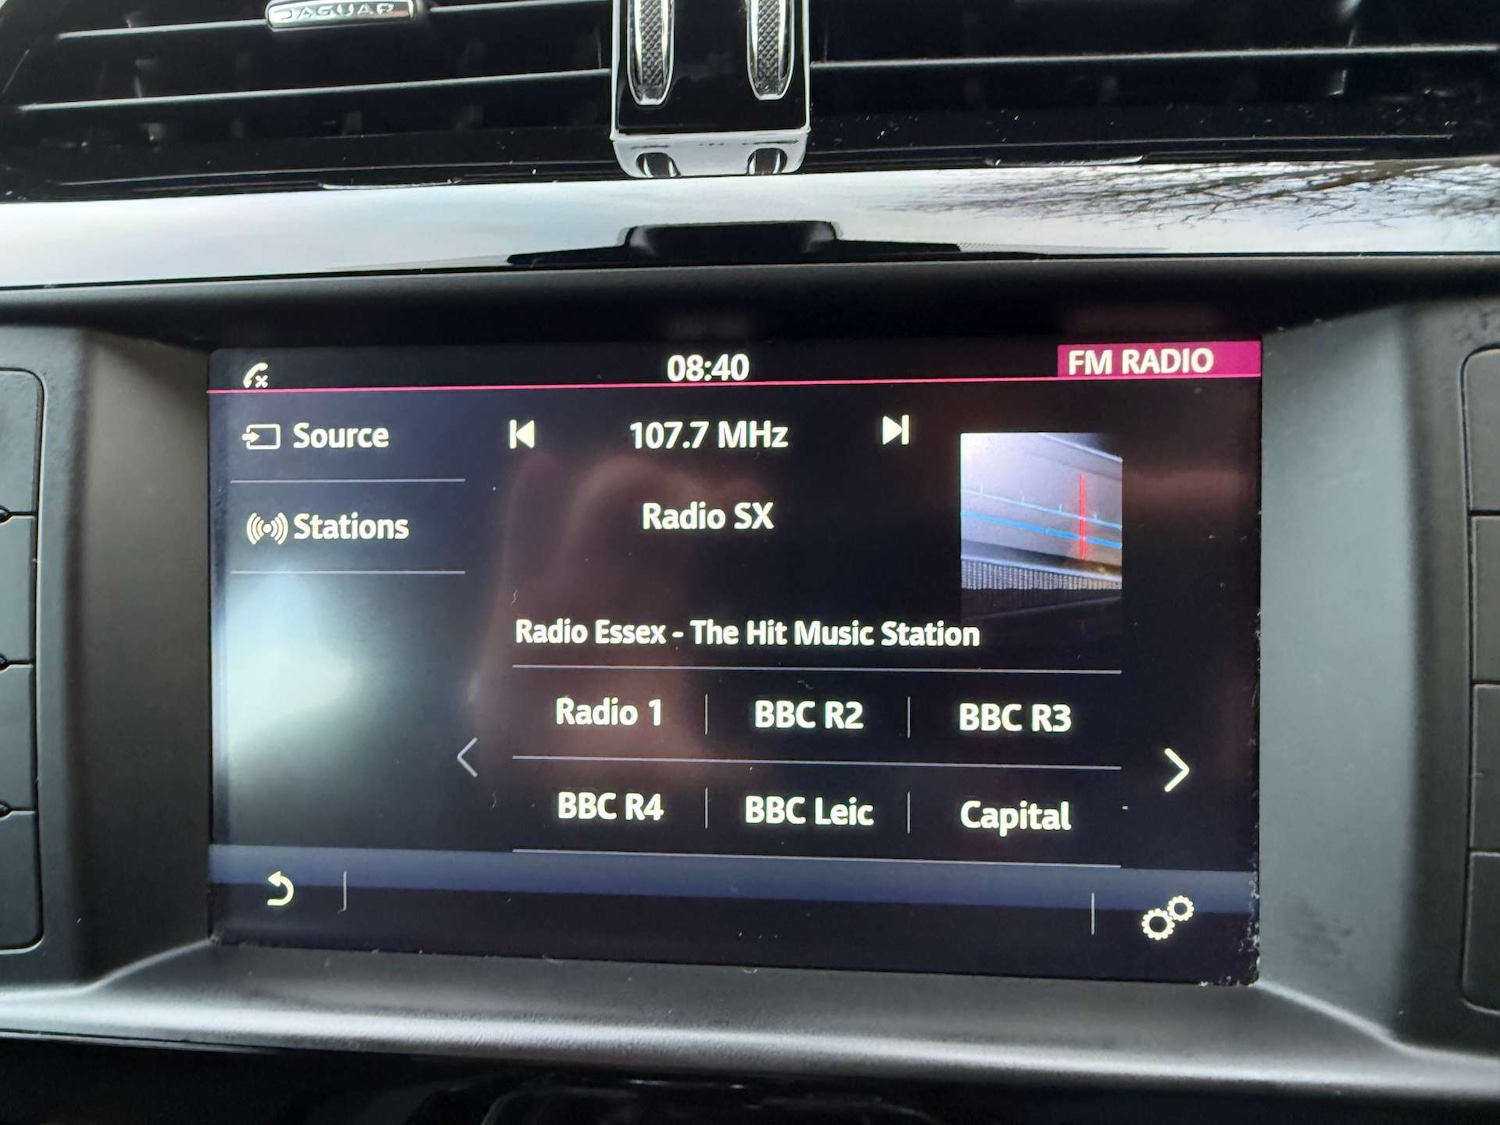 JAGUAR
08:40
FM RADIO
Source
107.7 MHz
Stations
Radio SX
Radio Essex - The Hit Music Station
Radio 1
BBC R2
BBC R3
BBC R4
BBC Leic
Capital